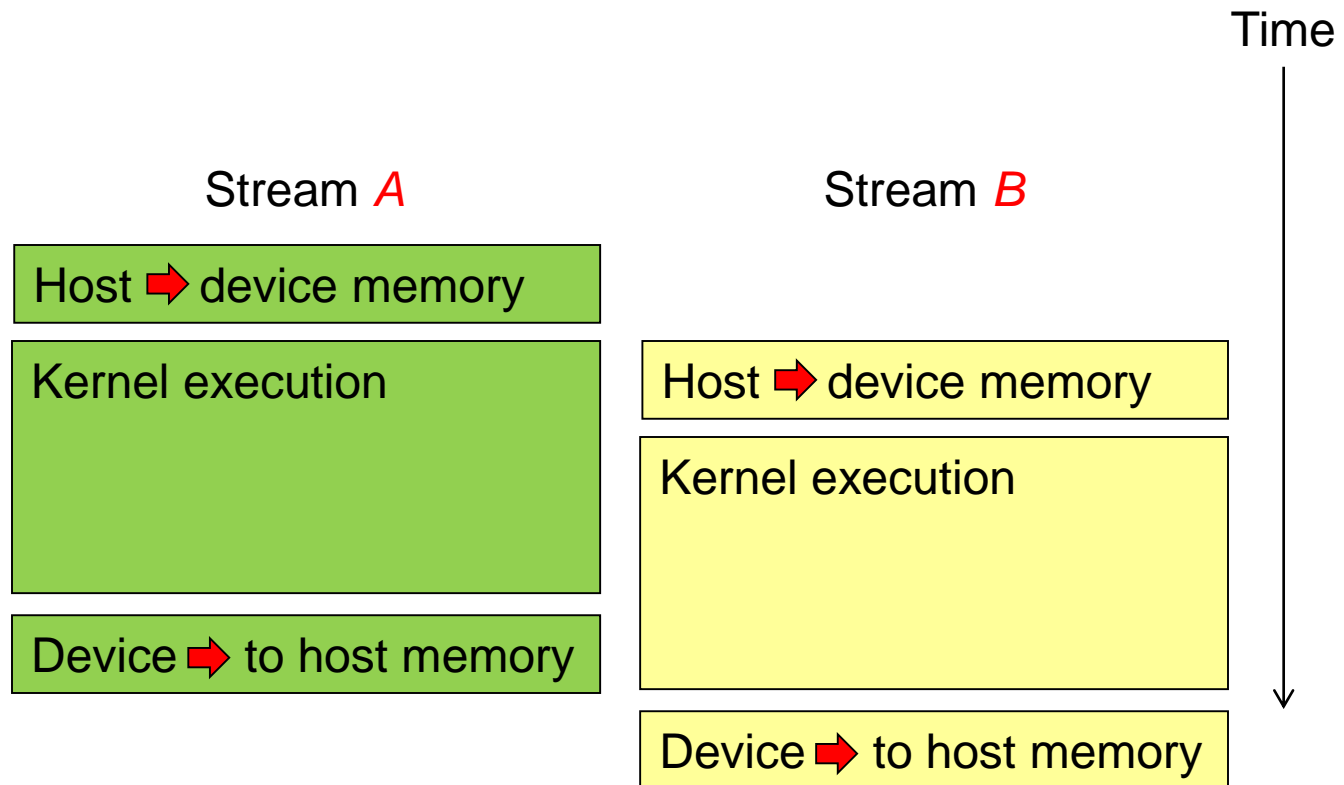 Time
Stream A
Stream B
Host device memory
Kernel execution
Host device memory
Kernel execution
Device to host memory
Device to host memory